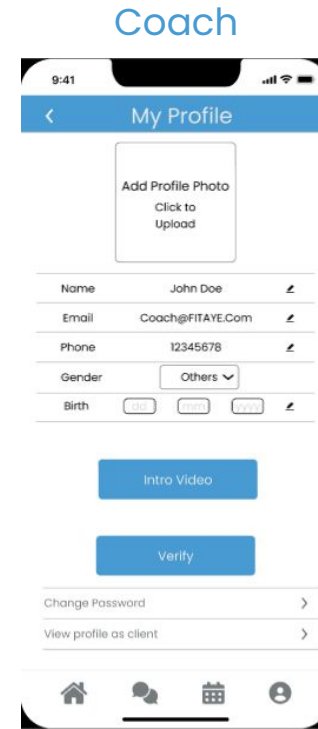 Coach
9:41
My Profile
Add Profile Photo
Click to
Upload
Name John Doe
Email Coach@FITAYE.Com
Phone 12345678
Gender Others
Birth dd mm yyyy
Intro Video
Verify
Change Password
View profile as client